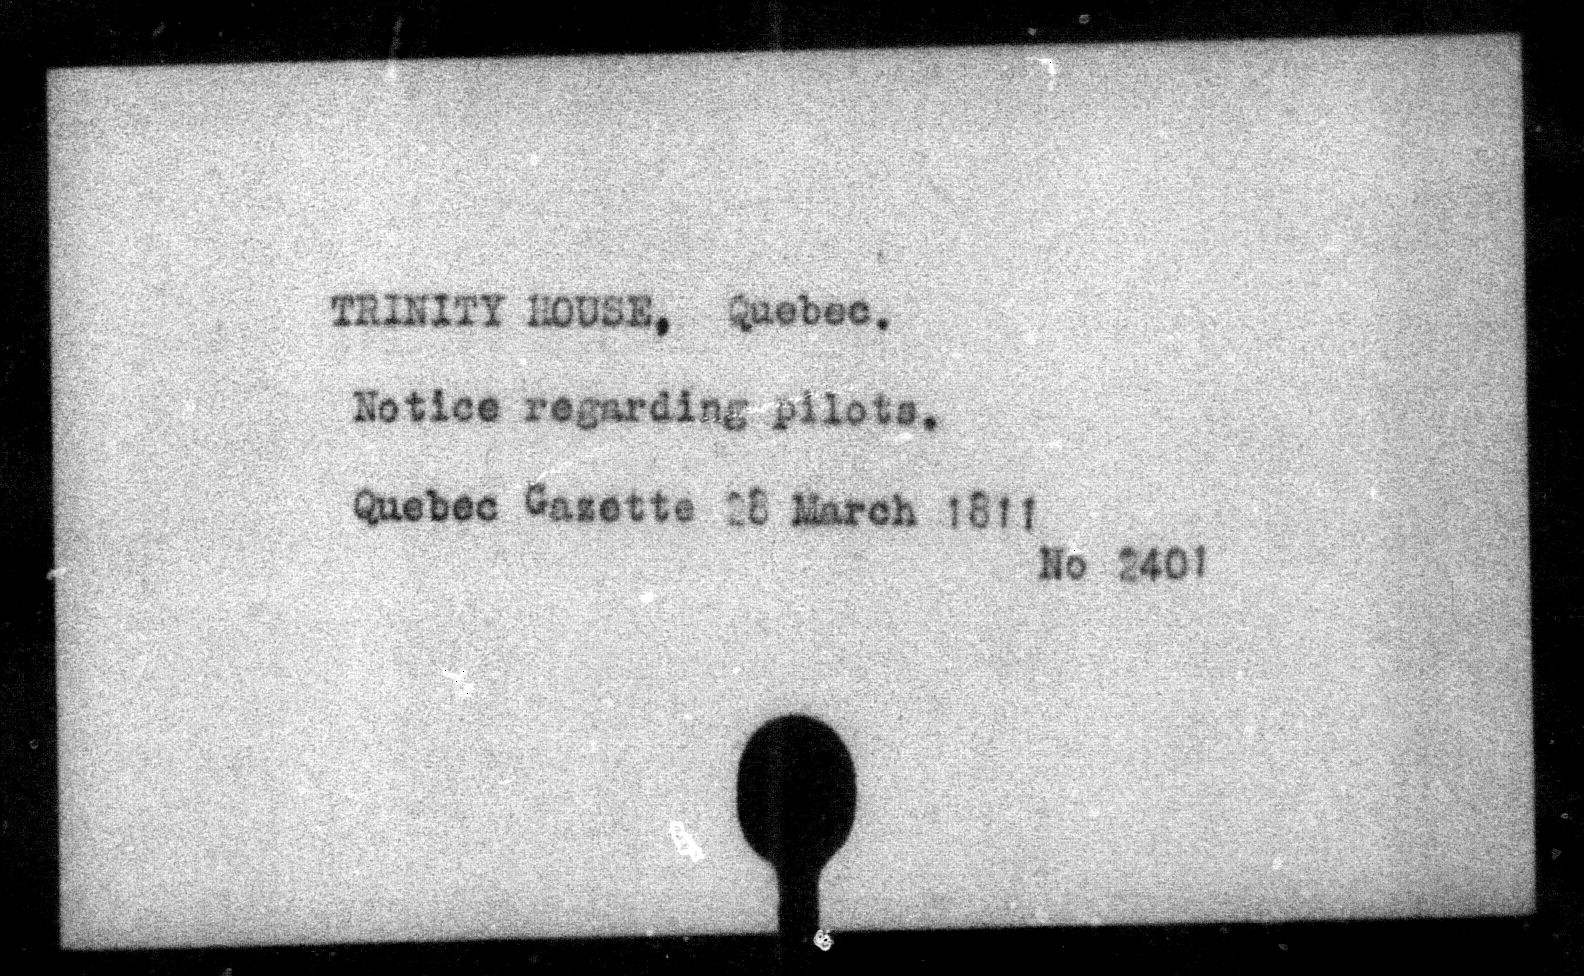 TRINITY HOUSE, Quebec.
Notice regarding pilots.
Quebec Gazette 28 March 1811
No 2401